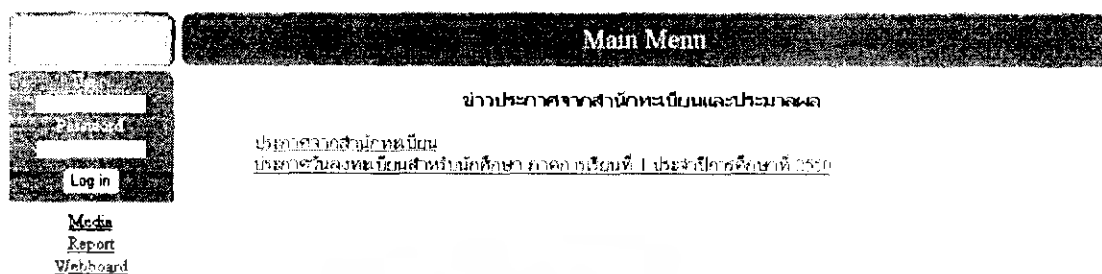 Main Menu
ข่าวประกาศจากสำนักทะเบียนและประมวลผล
Password
Log in
ประกาศจากสำนักทะเบียน
ประกาศวันลงทะเบียนสำหรับนักศึกษา ภาคการเรียนที่ 1 ประจำปีการศึกษาที่ 2550
Media
Report
Webboard